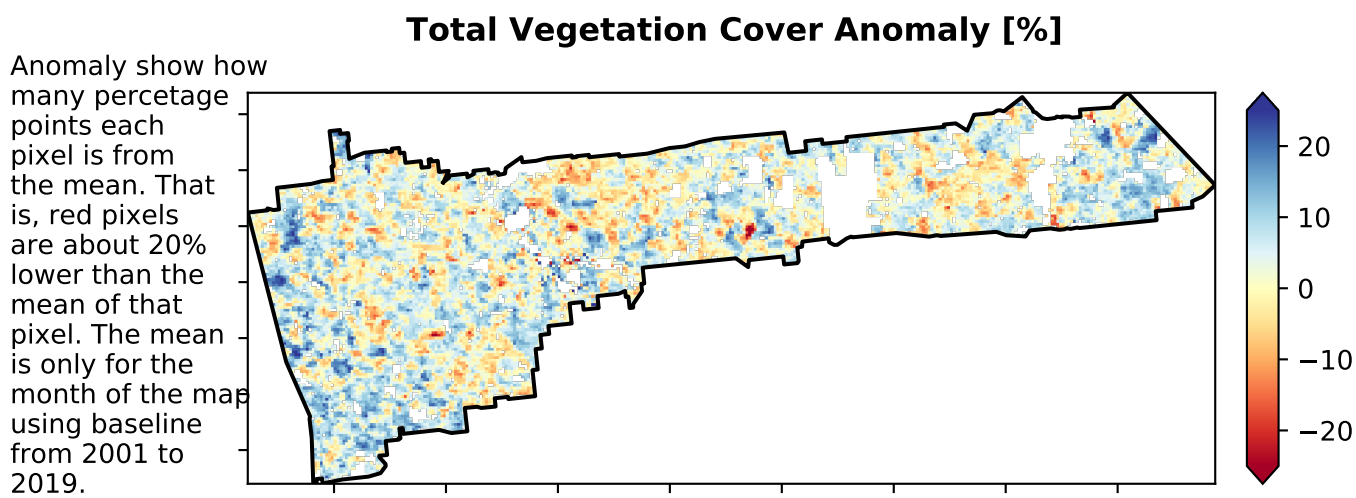 Total Vegetation Cover Anomaly [%]
Anomaly show how
many percetage
points each
pixel is from
the mean. That
is, red pixels
are about 20%
lower than the
mean of that
pixel. The mean
is only for the
month of the map
using baseline
from 2001 to
2019.
20
10
0
−10
−20